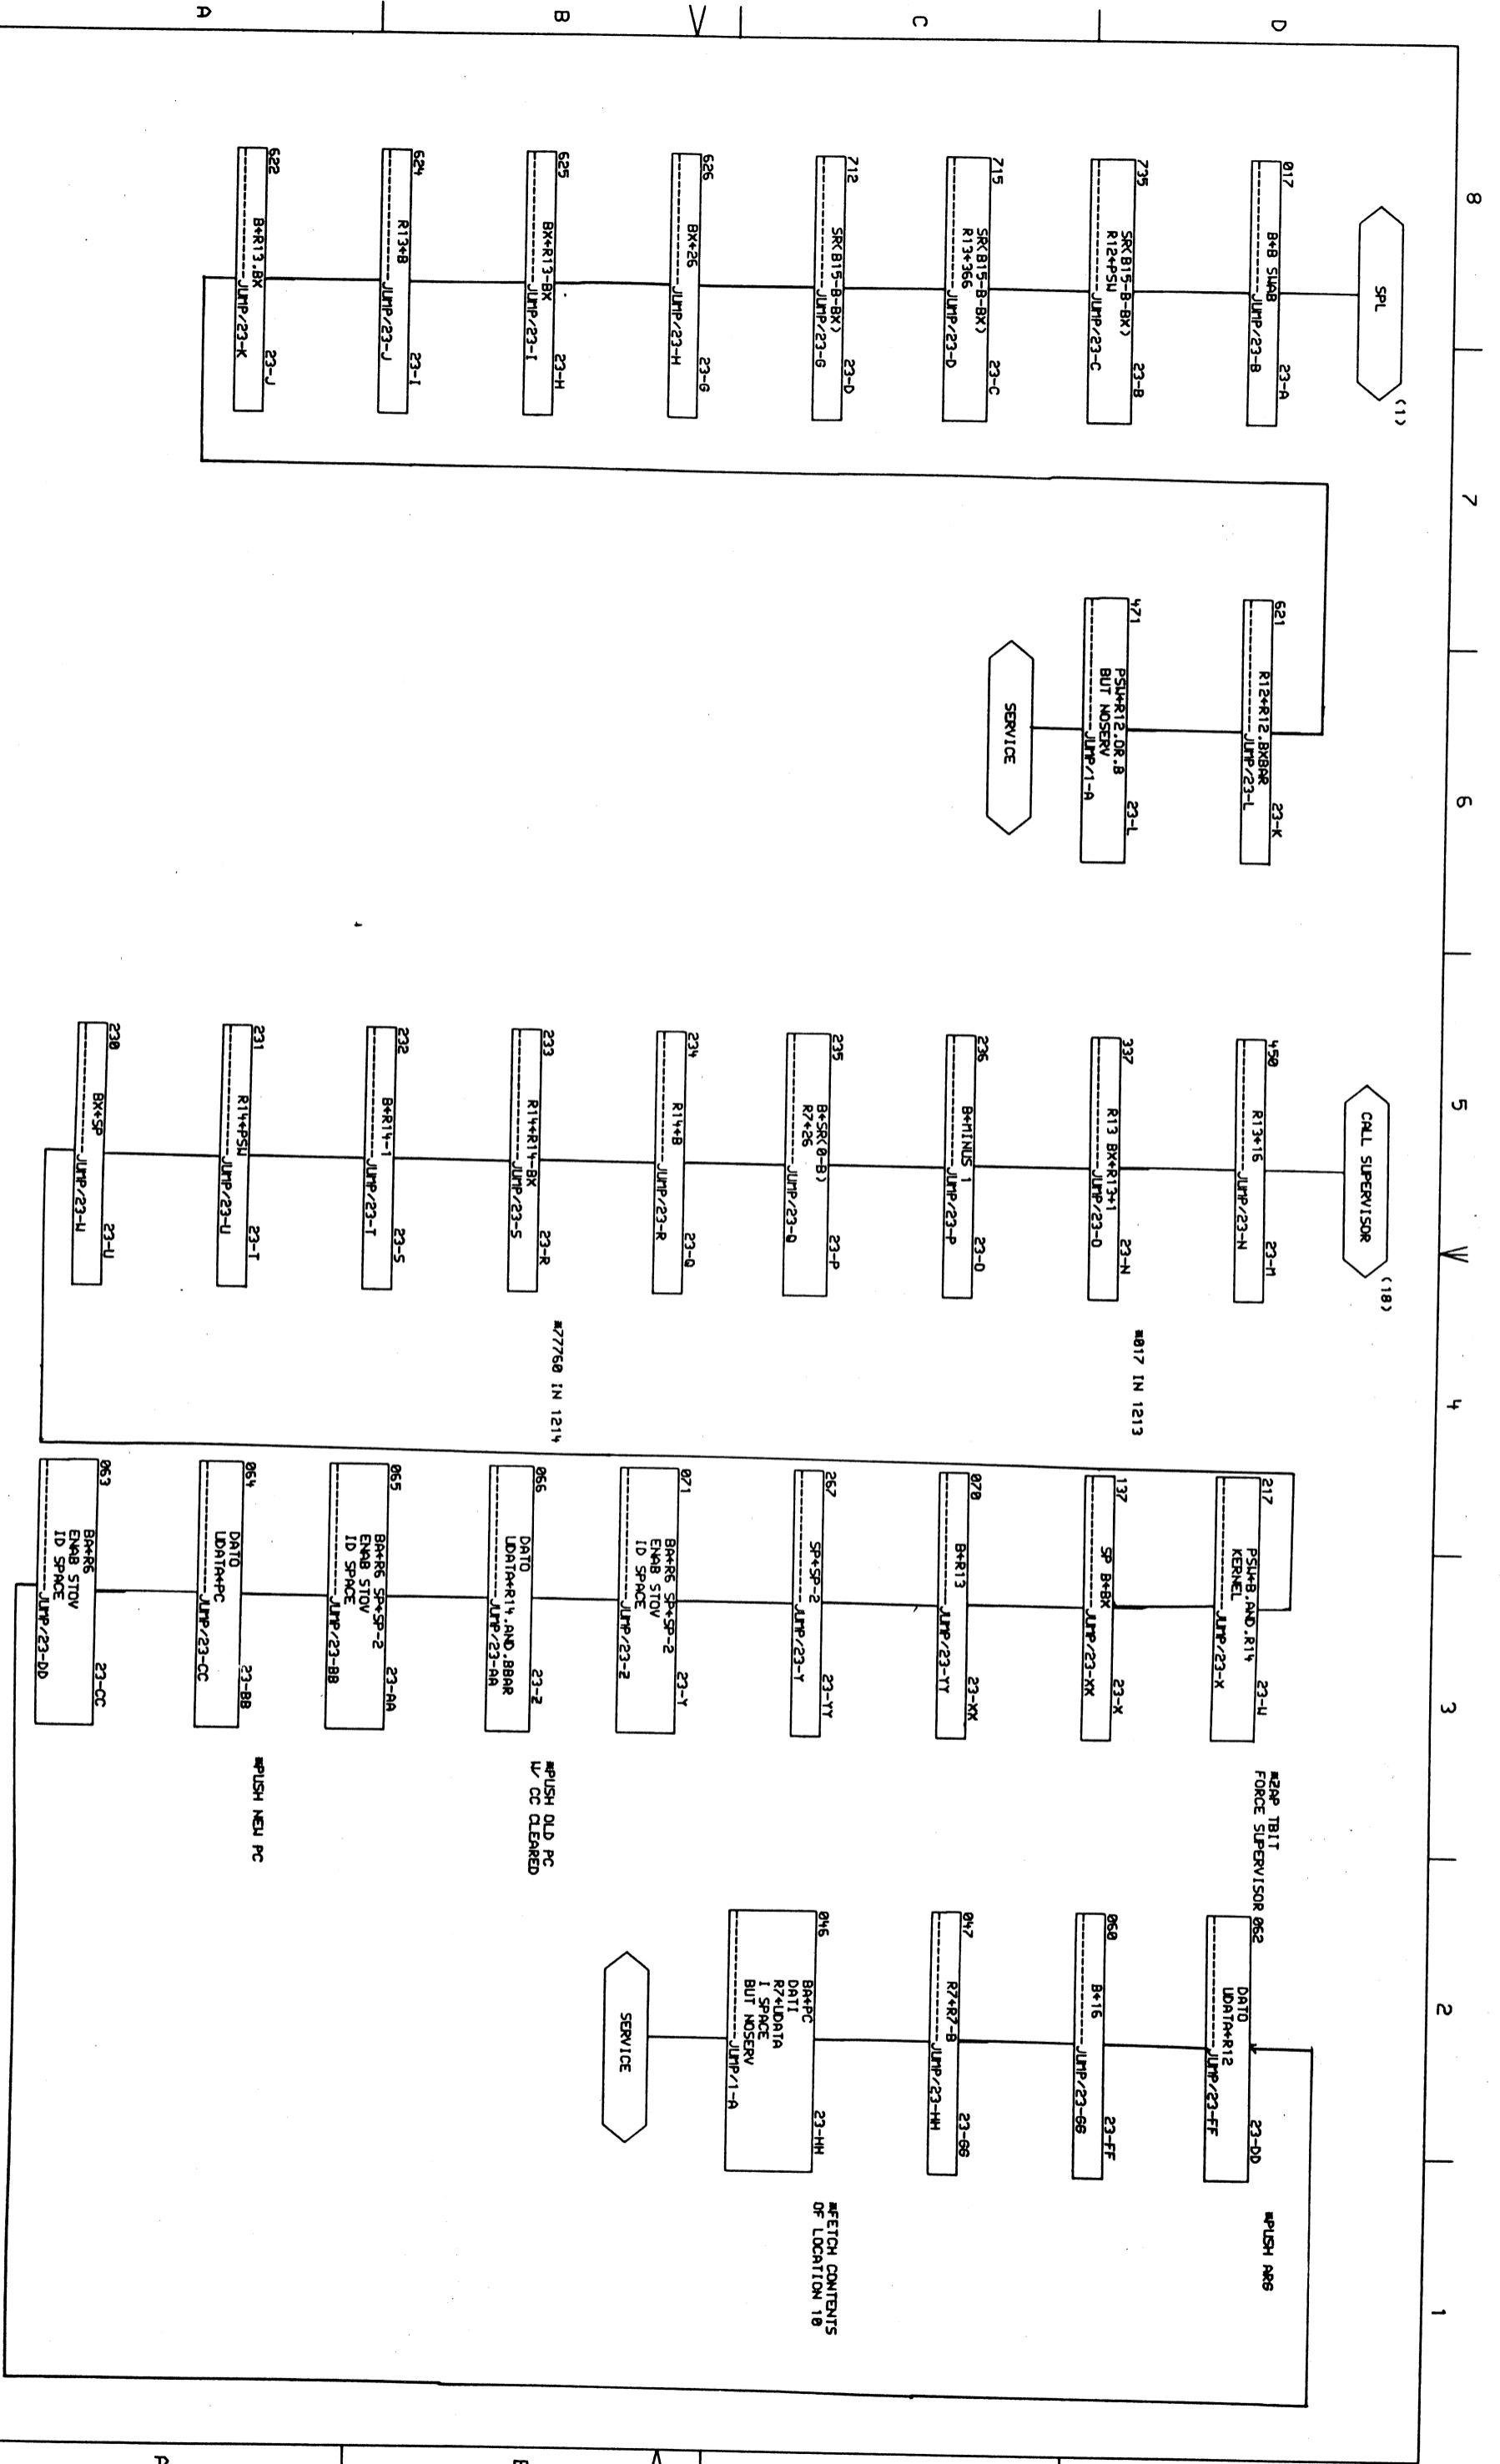 8
7
6
5
4
3
2
1
D
C
B
A
SPL
(1)
017
23-A
B←B SWAB
JUMP/23-B
735
23-B
SR(B15-B-BX)
R12←PSW
JUMP/23-C
715
23-C
SR(B15-B-BX)
R13←366
JUMP/23-D
712
23-D
SR(B15-B-BX)
JUMP/23-G
626
23-G
BX←26
JUMP/23-H
625
23-H
BX←R13-BX
JUMP/23-I
624
23-I
R13←B
JUMP/23-J
622
23-J
B←R13.BX
JUMP/23-K
621
23-K
R12←R12.BXBAR
JUMP/23-L
471
23-L
PSW←R12.OR.B
BUT NOSERV
JUMP/1-A
SERVICE
CALL SUPERVISOR
(18)
450
23-M
R13←16
JUMP/23-N
337
23-N
R13 BX←R13+1
JUMP/23-O
*017 IN 1213
236
23-O
B←MINUS 1
JUMP/23-P
235
23-P
B←SR(0-B)
R7←26
JUMP/23-Q
234
23-Q
R14←B
JUMP/23-R
233
23-R
R14←R14-BX
JUMP/23-S
*77760 IN 1214
232
23-S
B←R14-1
JUMP/23-T
231
23-T
R14←PSW
JUMP/23-U
230
23-U
BX←SP
JUMP/23-W
217
23-W
PSW←B.AND.R14
KERNEL
JUMP/23-X
*ZAP TBIT
FORCE SUPERVISOR
137
23-X
SP B←BX
JUMP/23-XX
070
23-XX
B←R13
JUMP/23-YY
267
23-YY
SP←SP-2
JUMP/23-Y
071
23-Y
BA←R6 SP←SP-2
ENAB STOV
ID SPACE
JUMP/23-Z
066
23-Z
DATO
UDATA←R14.AND.BBAR
JUMP/23-AA
*PUSH OLD PC
W/ CC CLEARED
065
23-AA
BA←R6 SP←SP-2
ENAB STOV
ID SPACE
JUMP/23-BB
064
23-BB
DATO
UDATA←PC
JUMP/23-CC
*PUSH NEW PC
063
23-CC
BA←R6
ENAB STOV
ID SPACE
JUMP/23-DD
062
23-DD
DATO
UDATA←R12
JUMP/23-FF
*PUSH ARG
060
23-FF
B←16
JUMP/23-GG
047
23-GG
R7←R7-B
JUMP/23-HH
046
23-HH
BA←PC
DATI
R7←UDATA
I SPACE
BUT NOSERV
JUMP/1-A
*FETCH CONTENTS
OF LOCATION 10
SERVICE